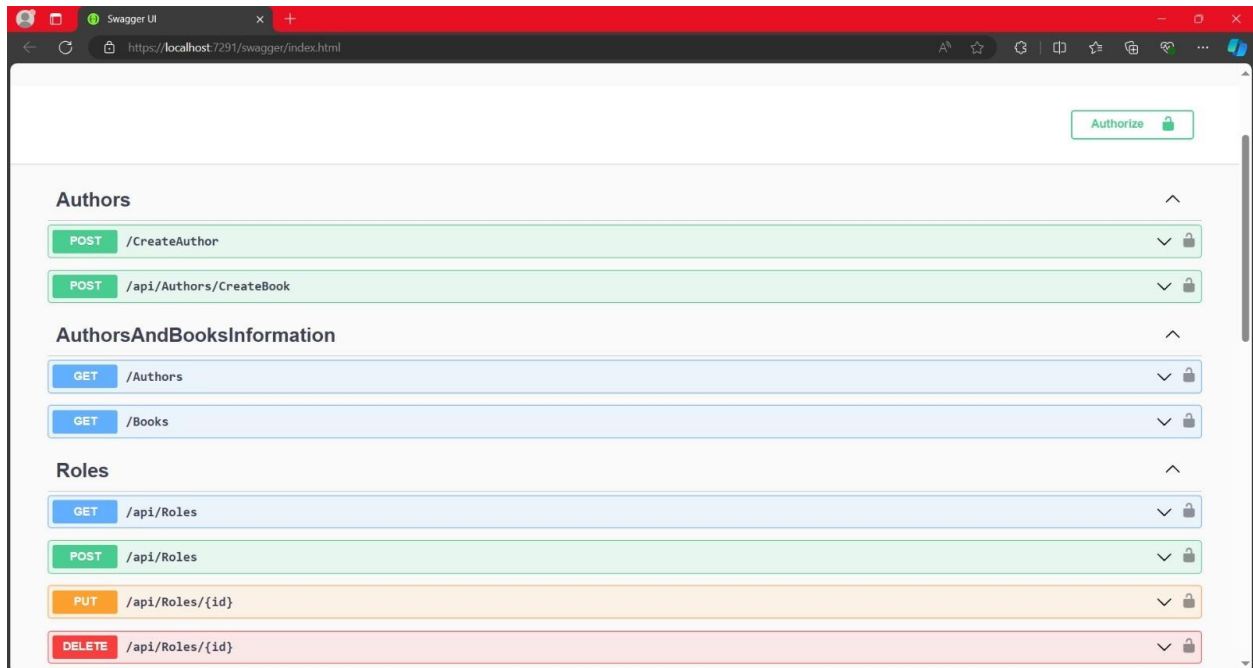 Swagger UI
https://localhost:7291/swagger/index.html
Authorize
Authors
POST /CreateAuthor
POST /api/Authors/CreateBook
AuthorsAndBooksInformation
GET /Authors
GET /Books
Roles
GET /api/Roles
POST /api/Roles
PUT /api/Roles/{id}
DELETE /api/Roles/{id}